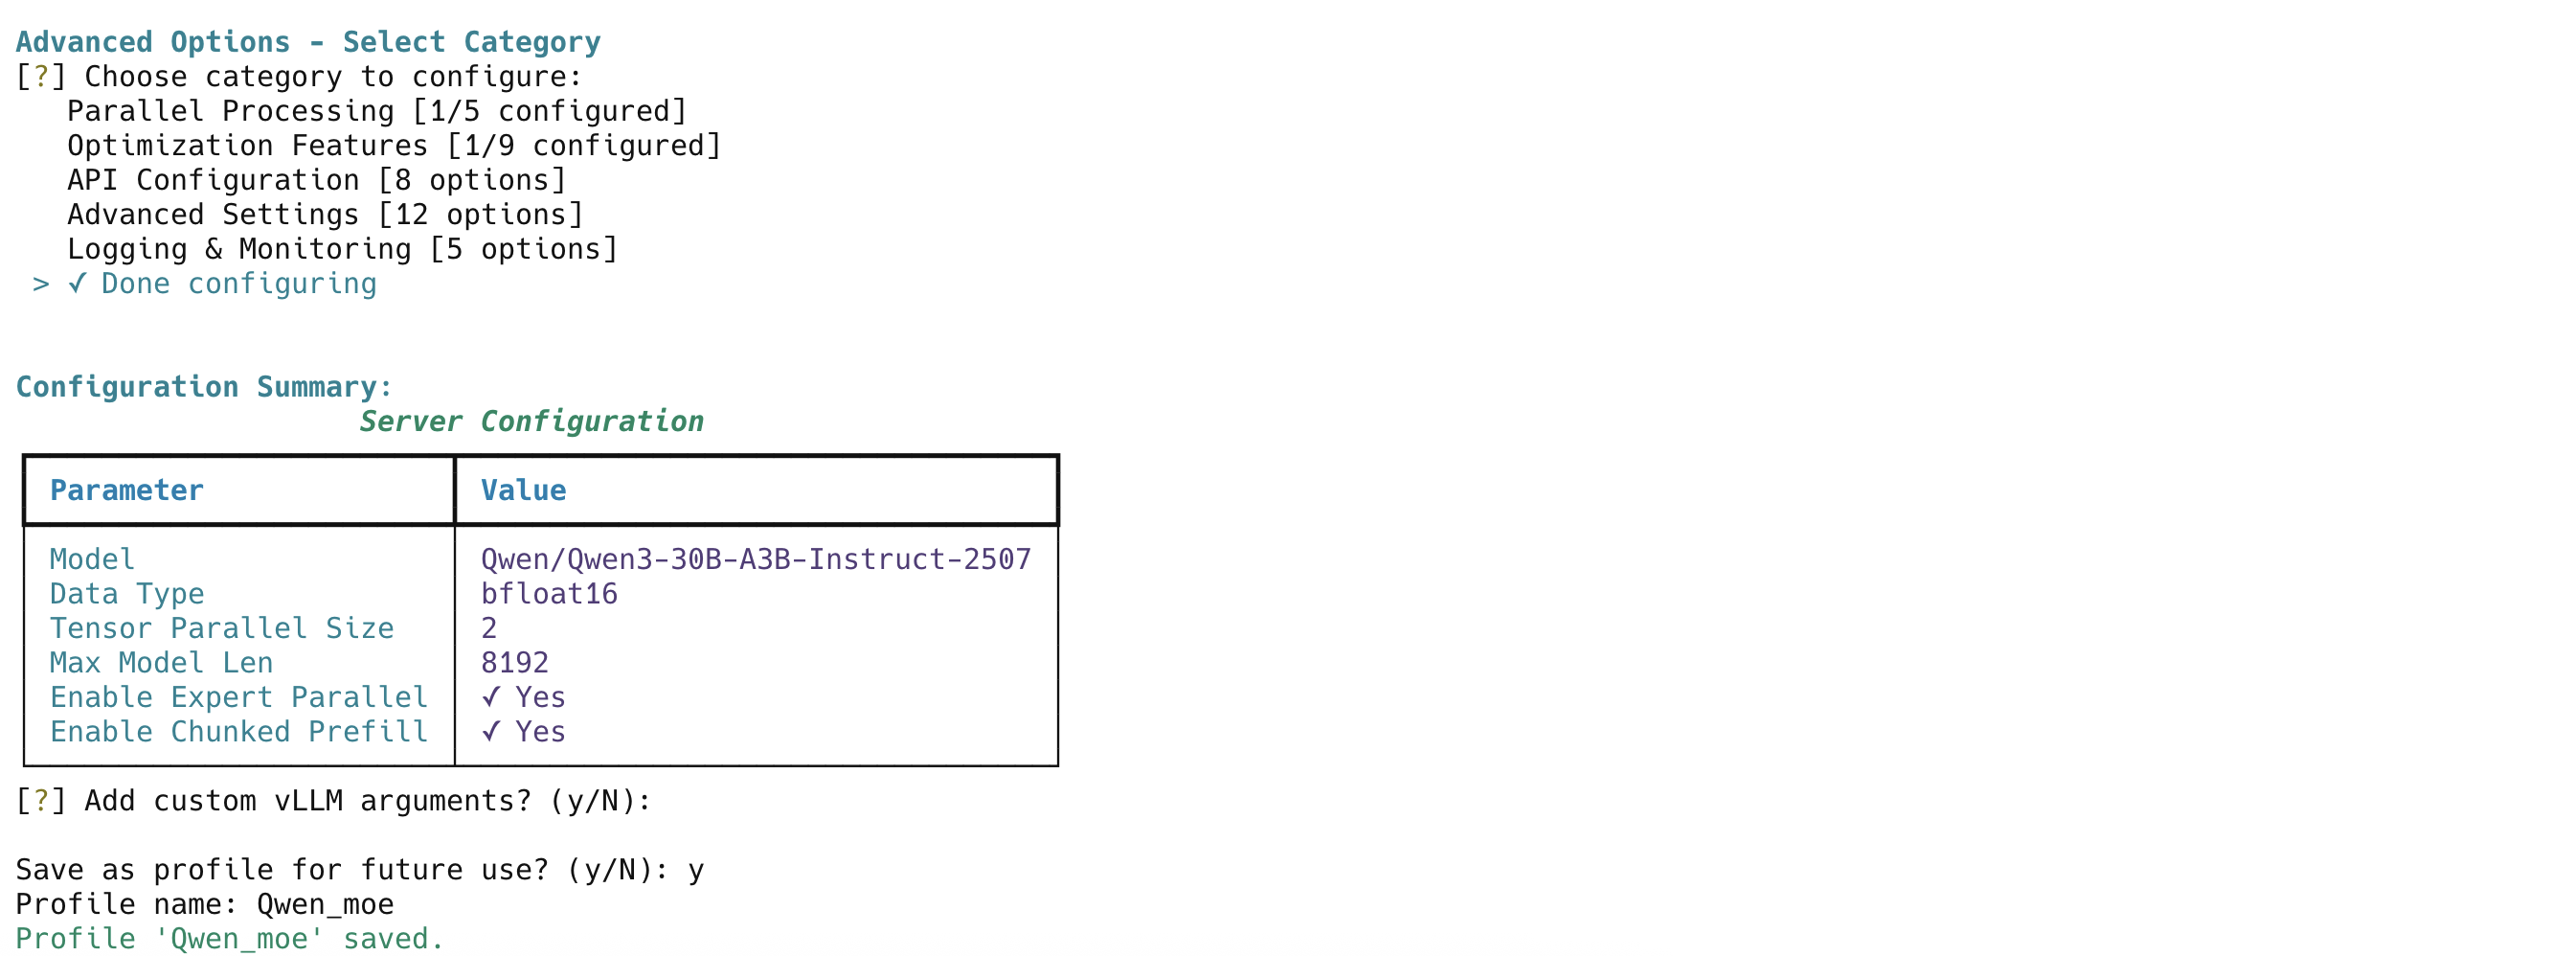 Advanced Options - Select Category
[?] Choose category to configure:
Parallel Processing [1/5 configured]
Optimization Features [1/9 configured]
API Configuration [8 options]
Advanced Settings [12 options]
Logging & Monitoring [5 options]
> ✓ Done configuring
Configuration Summary:
Server Configuration
Parameter Value
Model Qwen/Qwen3-30B-A3B-Instruct-2507
Data Type bfloat16
Tensor Parallel Size 2
Max Model Len 8192
Enable Expert Parallel ✓ Yes
Enable Chunked Prefill ✓ Yes
[?] Add custom vLLM arguments? (y/N):
Save as profile for future use? (y/N): y
Profile name: Qwen_moe
Profile 'Qwen_moe' saved.